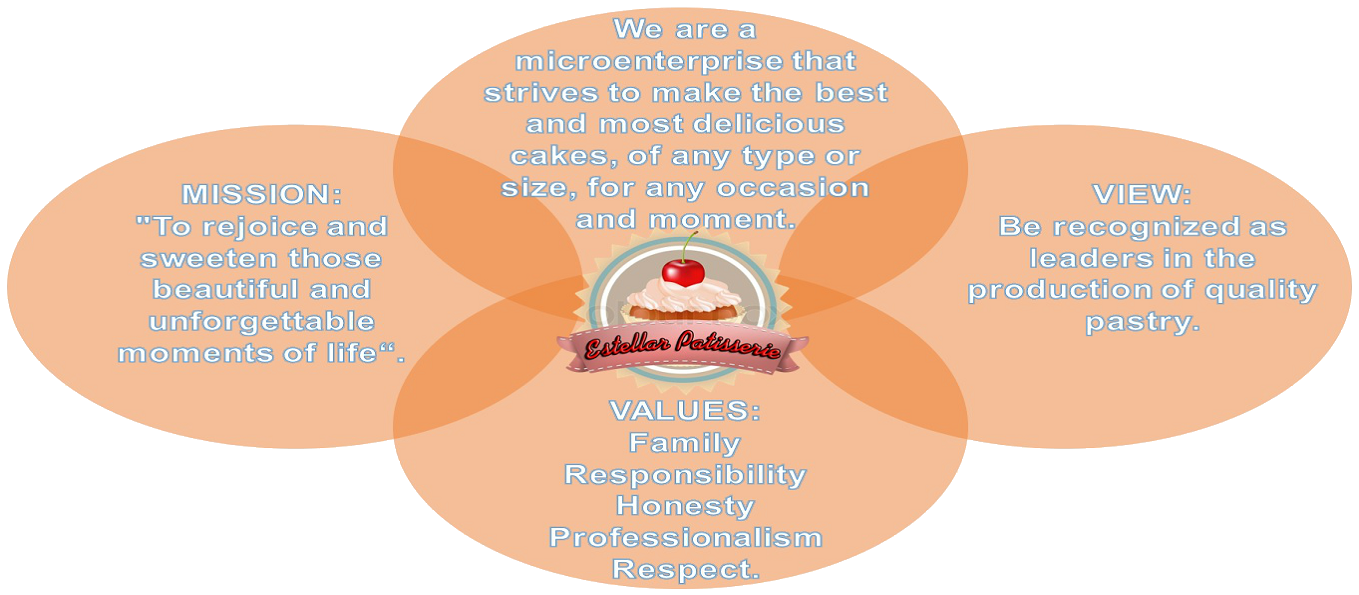 We are a
microenterprise that
strives to make the best
and most delicious
cakes, of any type or
size, for any occasion
and moment.
MISSION:
"To rejoice and
sweeten those
beautiful and
unforgettable
moments of life“.
VIEW:
Be recognized as
leaders in the
production of quality
pastry.
Estellar Patisserie
VALUES:
Family
Responsibility
Honesty
Professionalism
Respect.